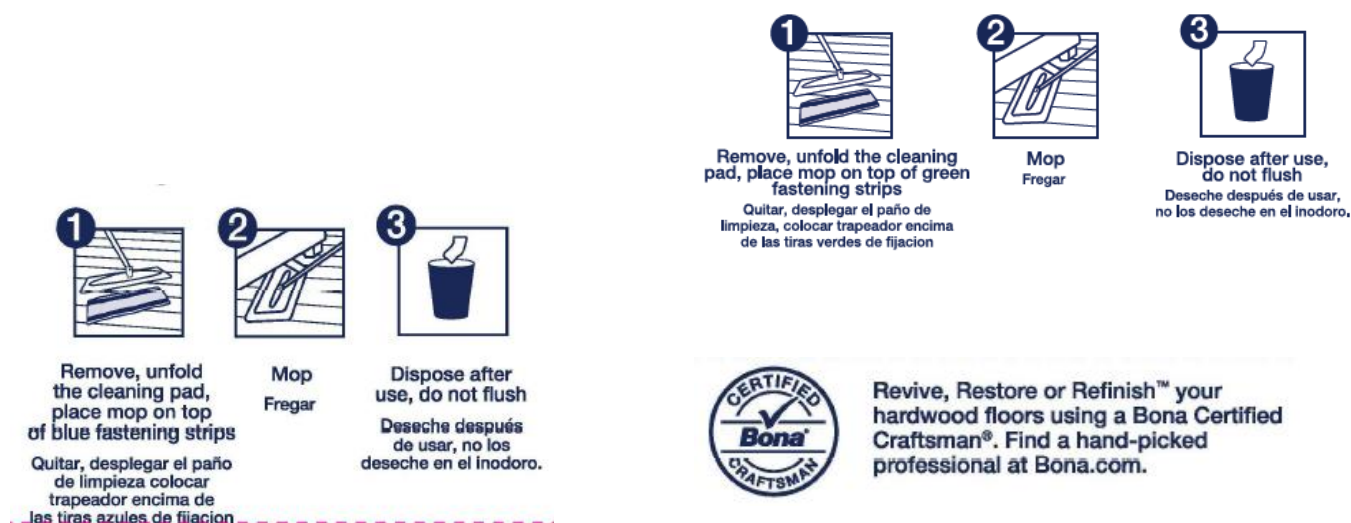 1
2
3
Remove, unfold
the cleaning pad,
place mop on top
of blue fastening strips
Quitar, desplegar el paño
de limpieza colocar
trapeador encima de
las tiras azules de fijacion
Mop
Fregar
Dispose after
use, do not flush
Deseche después
de usar, no los
deseche en el inodoro.
1
2
3
Remove, unfold the cleaning
pad, place mop on top of green
fastening strips
Quitar, desplegar el paño de
limpieza, colocar trapeador encima
de las tiras verdes de fijacion
Mop
Fregar
Dispose after use,
do not flush
Deseche después de usar,
no los deseche en el inodoro.
CERTIFIED
Bona®
CRAFTSMAN
Revive, Restore or Refinish™ your
hardwood floors using a Bona Certified
Craftsman®. Find a hand-picked
professional at Bona.com.